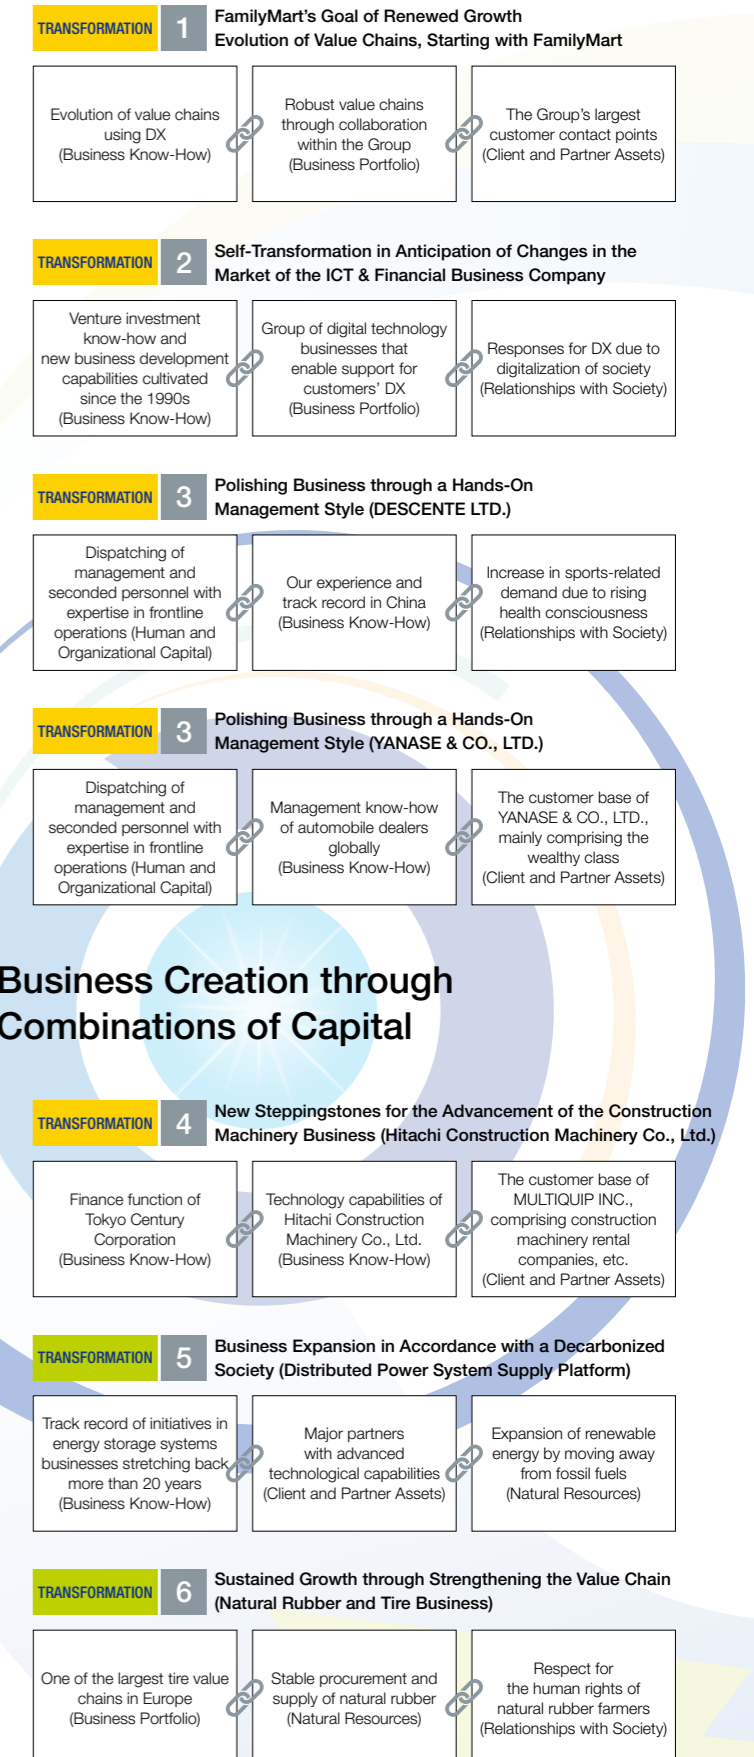 TRANSFORMATION 1
FamilyMart’s Goal of Renewed Growth
Evolution of Value Chains, Starting with FamilyMart
Evolution of value chains
using DX
(Business Know-How)
Robust value chains
through collaboration
within the Group
(Business Portfolio)
The Group’s largest
customer contact points
(Client and Partner Assets)
TRANSFORMATION 2
Self-Transformation in Anticipation of Changes in the
Market of the ICT & Financial Business Company
Venture investment
know-how and
new business development
capabilities cultivated
since the 1990s
(Business Know-How)
Group of digital technology
businesses that
enable support for
customers’ DX
(Business Portfolio)
Responses for DX due to
digitalization of society
(Relationships with Society)
TRANSFORMATION 3
Polishing Business through a Hands-On
Management Style (DESCENTE LTD.)
Dispatching of
management and
seconded personnel with
expertise in frontline
operations (Human and
Organizational Capital)
Our experience and
track record in China
(Business Know-How)
Increase in sports-related
demand due to rising
health consciousness
(Relationships with Society)
TRANSFORMATION 3
Polishing Business through a Hands-On
Management Style (YANASE & CO., LTD.)
Dispatching of
management and
seconded personnel with
expertise in frontline
operations (Human and
Organizational Capital)
Management know-how
of automobile dealers
globally
(Business Know-How)
The customer base of
YANASE & CO., LTD.,
mainly comprising the
wealthy class
(Client and Partner Assets)
Business Creation through
Combinations of Capital
TRANSFORMATION 4
New Steppingstones for the Advancement of the Construction
Machinery Business (Hitachi Construction Machinery Co., Ltd.)
Finance function of
Tokyo Century
Corporation
(Business Know-How)
Technology capabilities of
Hitachi Construction
Machinery Co., Ltd.
(Business Know-How)
The customer base of
MULTIQUIP INC.,
comprising construction
machinery rental
companies, etc.
(Client and Partner Assets)
TRANSFORMATION 5
Business Expansion in Accordance with a Decarbonized
Society (Distributed Power System Supply Platform)
Track record of initiatives in
energy storage systems
businesses stretching back
more than 20 years
(Business Know-How)
Major partners
with advanced
technological capabilities
(Client and Partner Assets)
Expansion of renewable
energy by moving away
from fossil fuels
(Natural Resources)
TRANSFORMATION 6
Sustained Growth through Strengthening the Value Chain
(Natural Rubber and Tire Business)
One of the largest tire value
chains in Europe
(Business Portfolio)
Stable procurement and
supply of natural rubber
(Natural Resources)
Respect for
the human rights of
natural rubber farmers
(Relationships with Society)